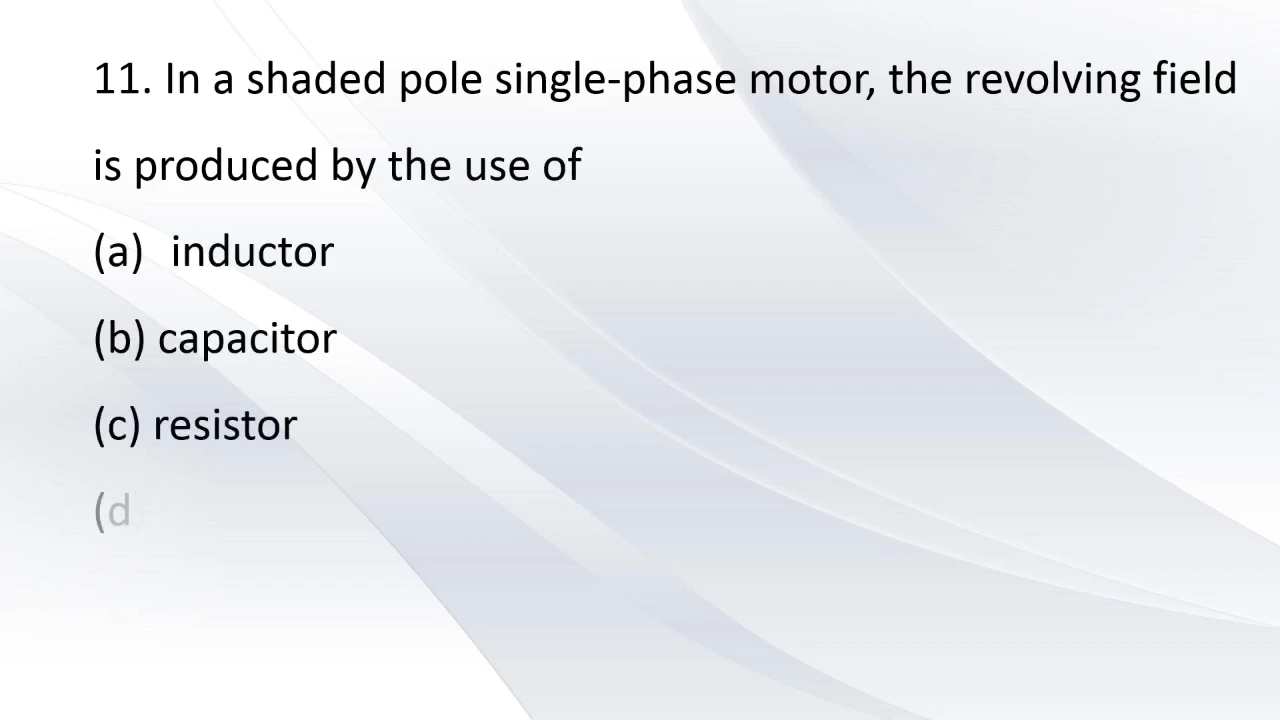 11. In a shaded pole single-phase motor, the revolving field
is produced by the use of
(a) inductor
(b) capacitor
(c) resistor
(d